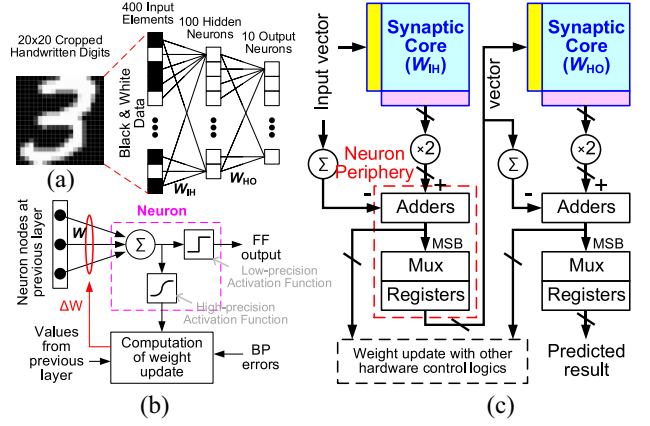 400 Input
Elements
100 Hidden
Neurons
10 Output
Neurons
20x20 Cropped
Handwritten Digits
Black & White
Data
W_IH
W_HO
(a)
Neuron nodes at
previous layer
W
Neuron
Σ
FF
output
Low-precision
Activation Function
High-precision
Activation Function
ΔW
Values from
previous
layer
Computation
of weight
update
BP
errors
(b)
Input vector
Synaptic
Core
(W_IH)
×2
Σ
Neuron
Periphery
+
-
Adders
MSB
Mux
Registers
vector
Synaptic
Core
(W_HO)
×2
Σ
+
-
Adders
MSB
Mux
Registers
Weight update with other
hardware control logics
Predicted
result
(c)